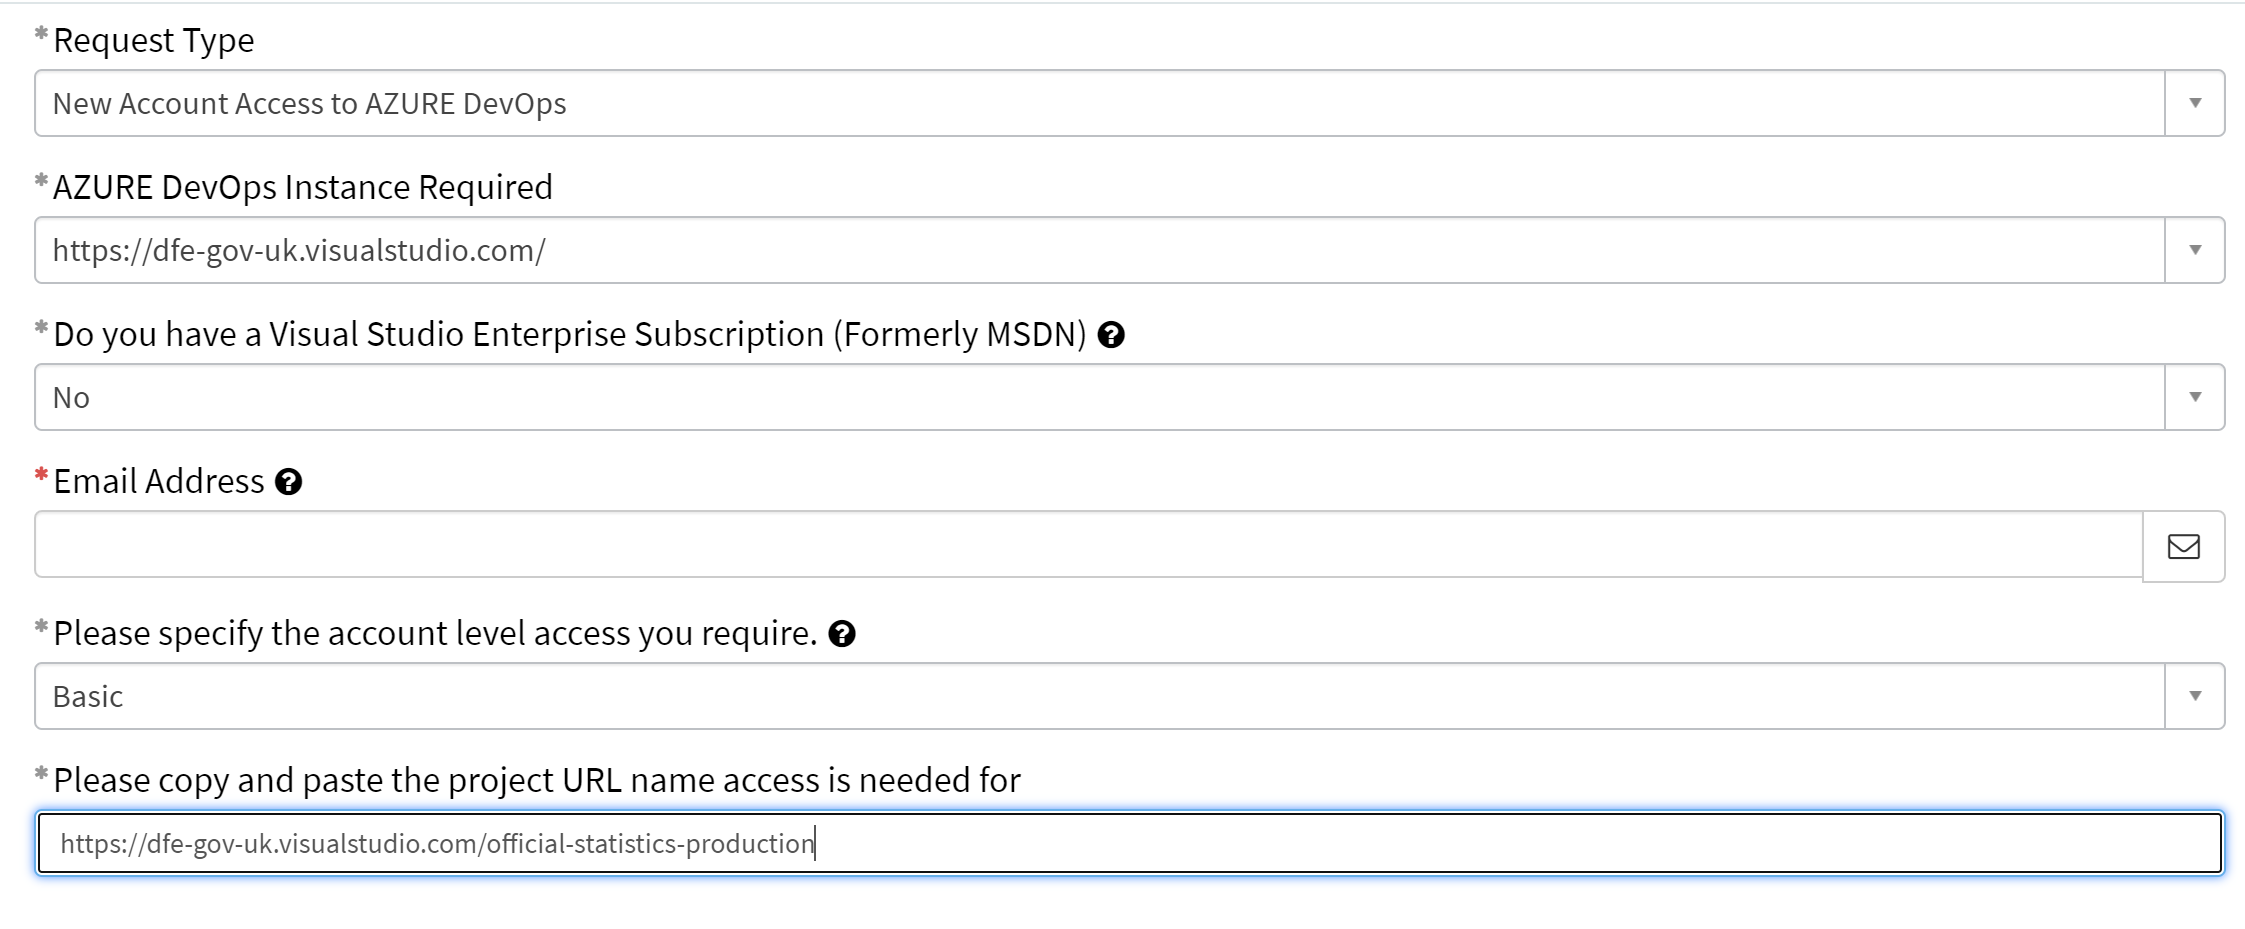 *Request Type
New Account Access to AZURE DevOps
*AZURE DevOps Instance Required
https://dfe-gov-uk.visualstudio.com/
*Do you have a Visual Studio Enterprise Subscription (Formerly MSDN) ?
No
*Email Address ?
*Please specify the account level access you require. ?
Basic
*Please copy and paste the project URL name access is needed for
https://dfe-gov-uk.visualstudio.com/official-statistics-production